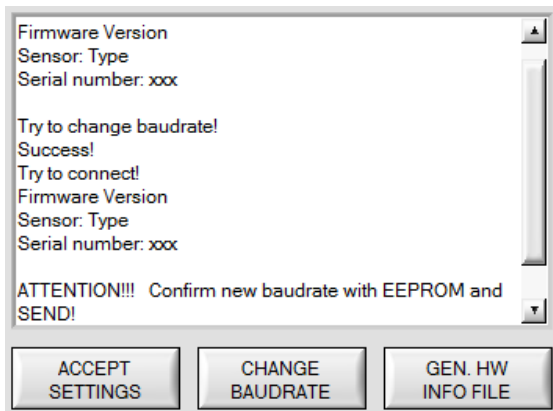 Firmware Version
Sensor: Type
Serial number: xxx
Try to change baudrate!
Success!
Try to connect!
Firmware Version
Sensor: Type
Serial number: xxx
ATTENTION!!!   Confirm new baudrate with EEPROM and
SEND!
ACCEPT
SETTINGS
CHANGE
BAUDRATE
GEN. HW
INFO FILE